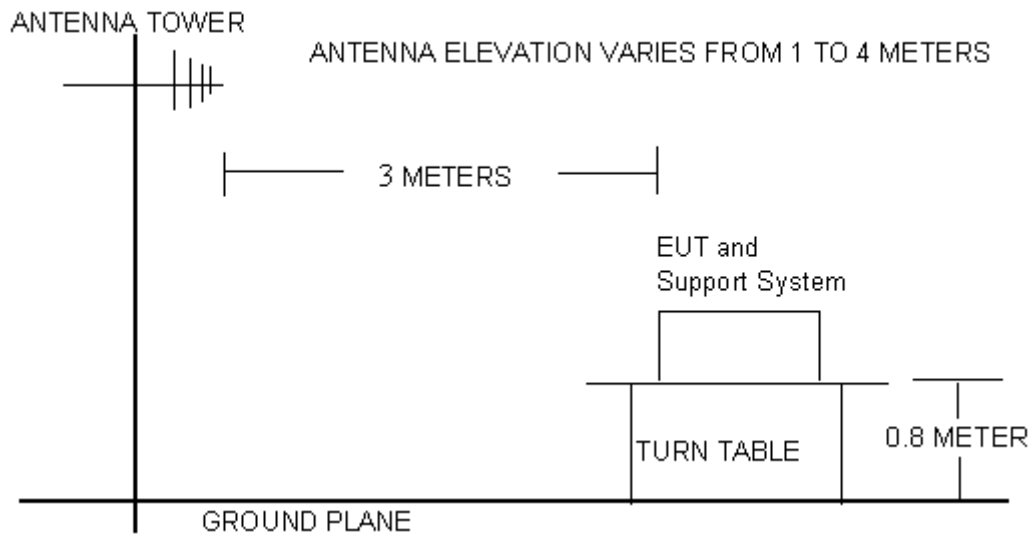 ANTENNA TOWER
ANTENNA ELEVATION VARIES FROM 1 TO 4 METERS
3 METERS
EUT and
Support System
0.8 METER
TURN TABLE
GROUND PLANE